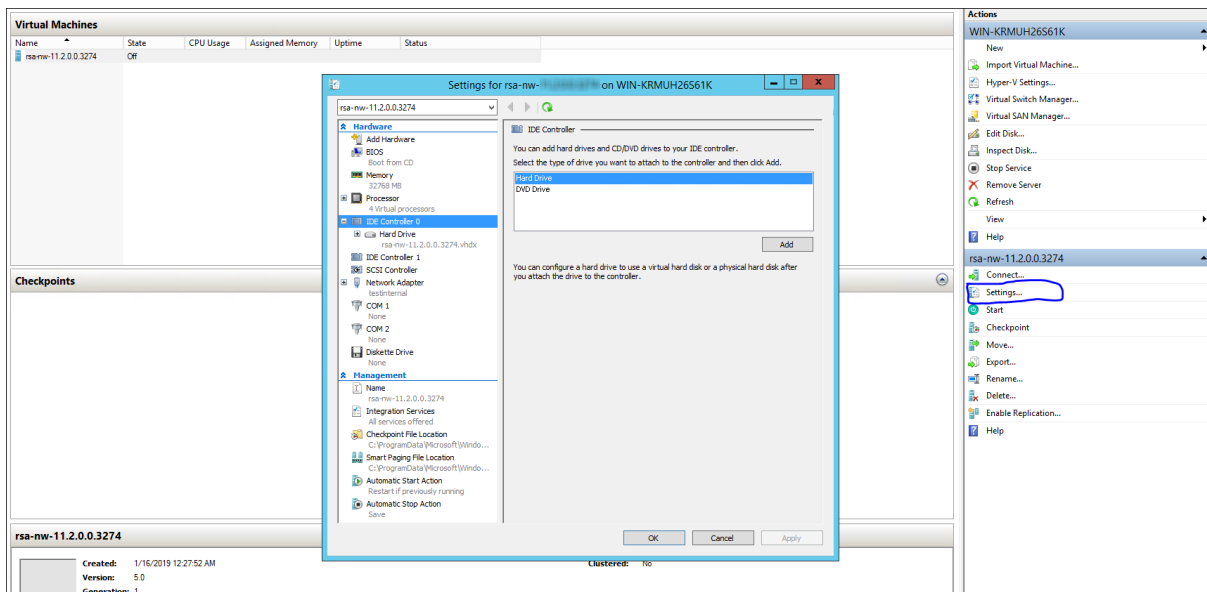 Virtual Machines
Name State CPU Usage Assigned Memory Uptime Status
rsa-nw-11.2.0.0.3274 Off
Checkpoints
rsa-nw-11.2.0.0.3274
Created: 1/16/2019 12:27:52 AM Clustered: No
Version: 5.0
Generation: 1
Settings for rsa-nw- on WIN-KRMUH26S61K
rsa-nw-11.2.0.0.3274
Hardware
Add Hardware
BIOS
Boot from CD
Memory
32768 MB
Processor
4 Virtual processors
IDE Controller 0
Hard Drive
rsa-nw-11.2.0.0.3274.vhdx
IDE Controller 1
SCSI Controller
Network Adapter
testinternal
COM 1
None
COM 2
None
Diskette Drive
None
Management
Name
rsa-nw-11.2.0.0.3274
Integration Services
All services offered
Checkpoint File Location
C:\ProgramData\Microsoft\Windo...
Smart Paging File Location
C:\ProgramData\Microsoft\Windo...
Automatic Start Action
Restart if previously running
Automatic Stop Action
Save
IDE Controller
You can add hard drives and CD/DVD drives to your IDE controller.
Select the type of drive you want to attach to the controller and then click Add.
Hard Drive
DVD Drive
Add
You can configure a hard drive to use a virtual hard disk or a physical hard disk after
you attach the drive to the controller.
OK Cancel Apply
Actions
WIN-KRMUH26S61K
New
Import Virtual Machine...
Hyper-V Settings...
Virtual Switch Manager...
Virtual SAN Manager...
Edit Disk...
Inspect Disk...
Stop Service
Remove Server
Refresh
View
Help
rsa-nw-11.2.0.0.3274
Connect...
Settings...
Start
Checkpoint
Move...
Export...
Rename...
Delete...
Enable Replication...
Help